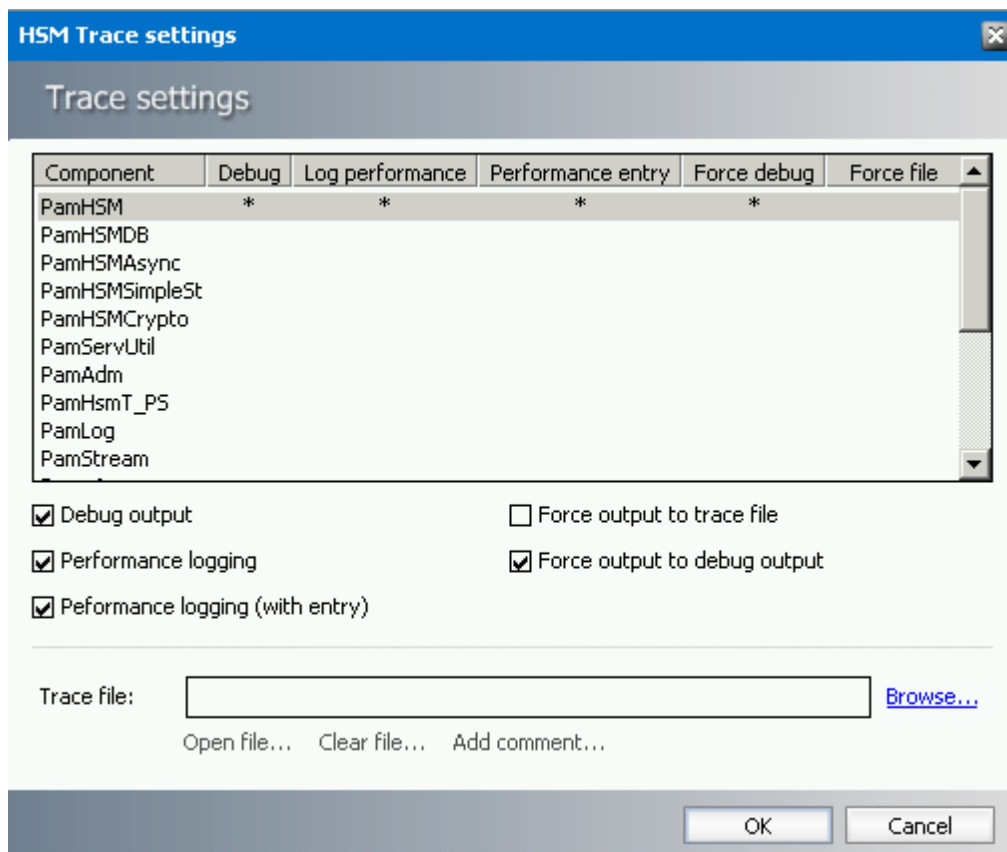 HSM Trace settings
Trace settings
Component Debug Log performance Performance entry Force debug Force file
PamHSM * * * *
PamHSMDB
PamHSMAsync
PamHSMSimpleSt
PamHSMCrypto
PamServUtil
PamAdm
PamHsmT_PS
PamLog
PamStream
Debug output Force output to trace file
Performance logging Force output to debug output
Peformance logging (with entry)
Trace file: Browse...
Open file... Clear file... Add comment...
OK Cancel